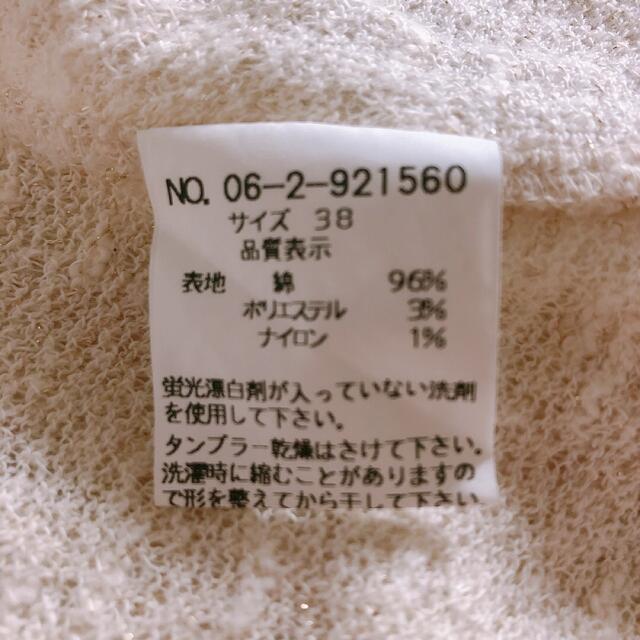 NO. 06-2-921560
サイズ 38
品質表示
表地 綿 96%
ポリエステル 3%
ナイロン 1%
蛍光漂白剤が入っていない洗剤
を使用して下さい。
タンブラー乾燥はさけて下さい。
洗濯時に縮むことがありますの
で形を整えてから干して下さい